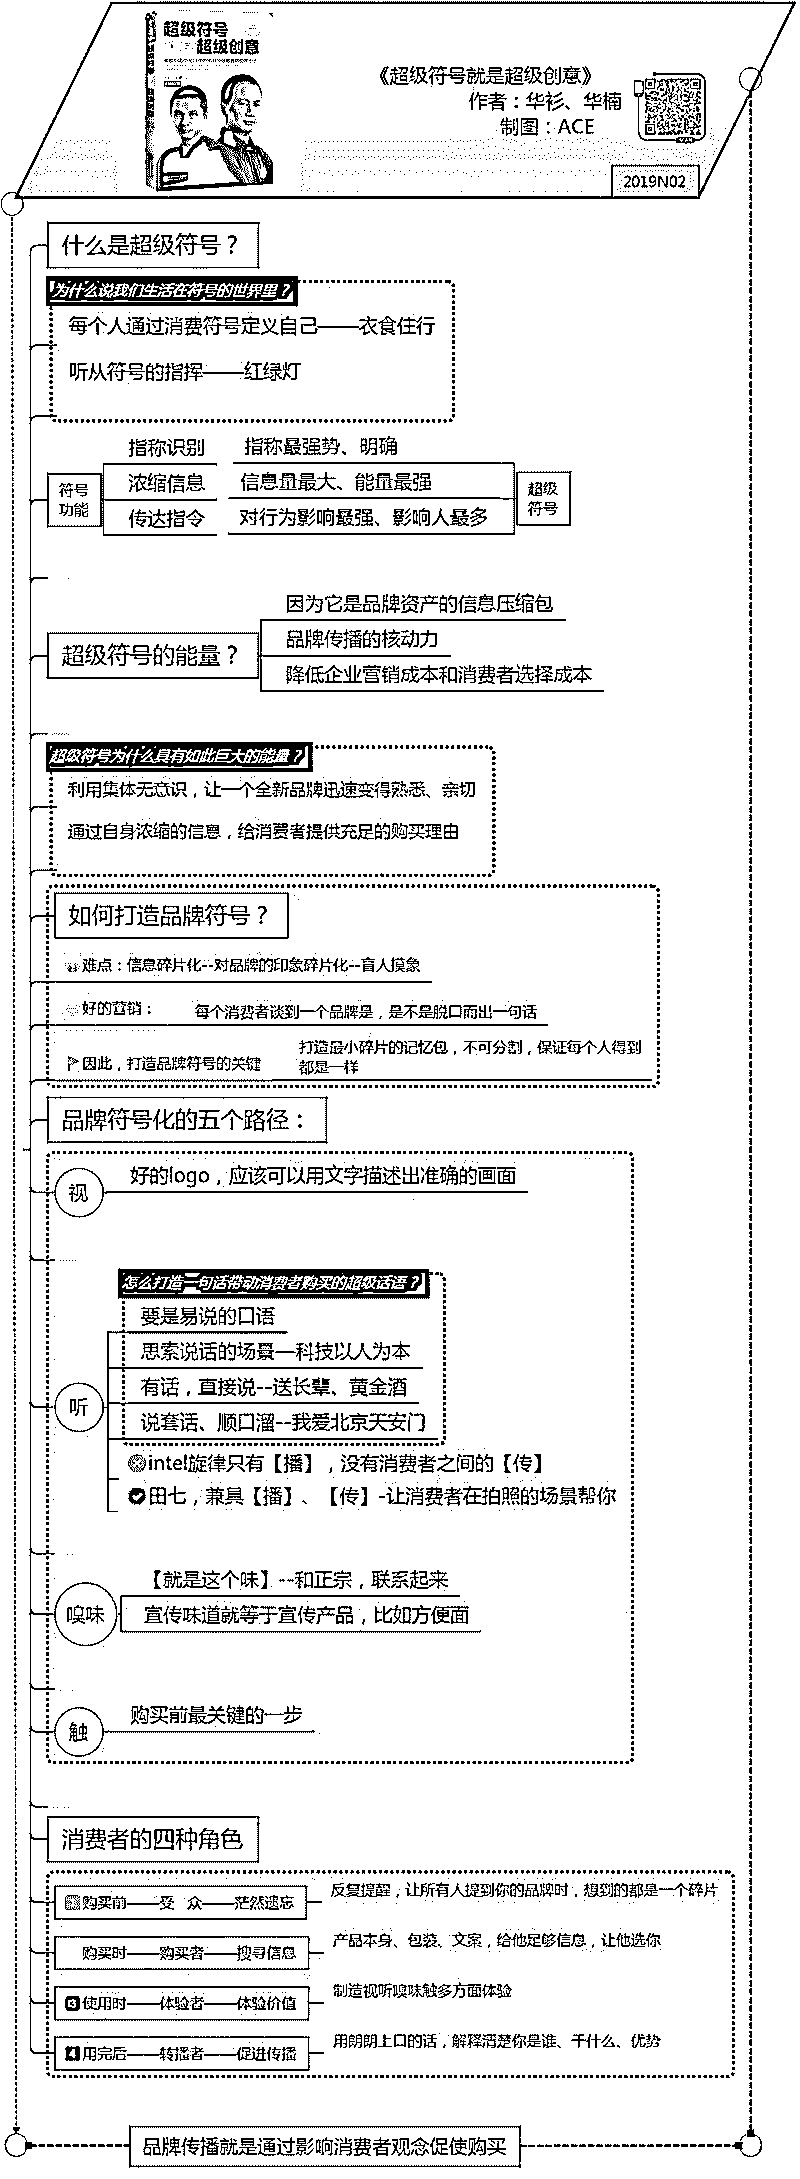 超级符号
超级创意
《超级符号就是超级创意》
作者：华衫、华楠
制图：ACE
2019N02
什么是超级符号？
为什么说我们生活在符号的世界里？
每个人通过消费符号定义自己——衣食住行
听从符号的指挥——红绿灯
符号功能
指称识别 指称最强势、明确
浓缩信息 信息量最大、能量最强
传达指令 对行为影响最强、影响人最多
超级符号
超级符号的能量？
因为它是品牌资产的信息压缩包
品牌传播的核动力
降低企业营销成本和消费者选择成本
超级符号为什么具有如此巨大的能量？
利用集体无意识，让一个全新品牌迅速变得熟悉、亲切
通过自身浓缩的信息，给消费者提供充足的购买理由
如何打造品牌符号？
难点：信息碎片化--对品牌的印象碎片化--盲人摸象
好的营销： 每个消费者谈到一个品牌是，是不是脱口而出一句话
因此，打造品牌符号的关键 打造最小碎片的记忆包，不可分割，保证每个人得到
都是一样
品牌符号化的五个路径：
视 好的logo，应该可以用文字描述出准确的画面
怎么打造一句话带动消费者购买的超级话语？
要是易说的口语
思索说话的场景—科技以人为本
听 有话，直接说--送长辈、黄金酒
说套话、顺口溜--我爱北京天安门
intel旋律只有【播】，没有消费者之间的【传】
田七，兼具【播】、【传】-让消费者在拍照的场景帮你
嗅味
【就是这个味】--和正宗，联系起来
宣传味道就等于宣传产品，比如方便面
触 购买前最关键的一步
消费者的四种角色
购买前——受 众——茫然遗忘 反复提醒，让所有人提到你的品牌时，想到的都是一个碎片
购买时——购买者——搜寻信息 产品本身、包装、文案，给他足够信息，让他选你
3 使用时——体验者——体验价值 制造视听嗅味触多方面体验
4 用完后——转播者——促进传播 用朗朗上口的话，解释清楚你是谁、干什么、优势
品牌传播就是通过影响消费者观念促使购买